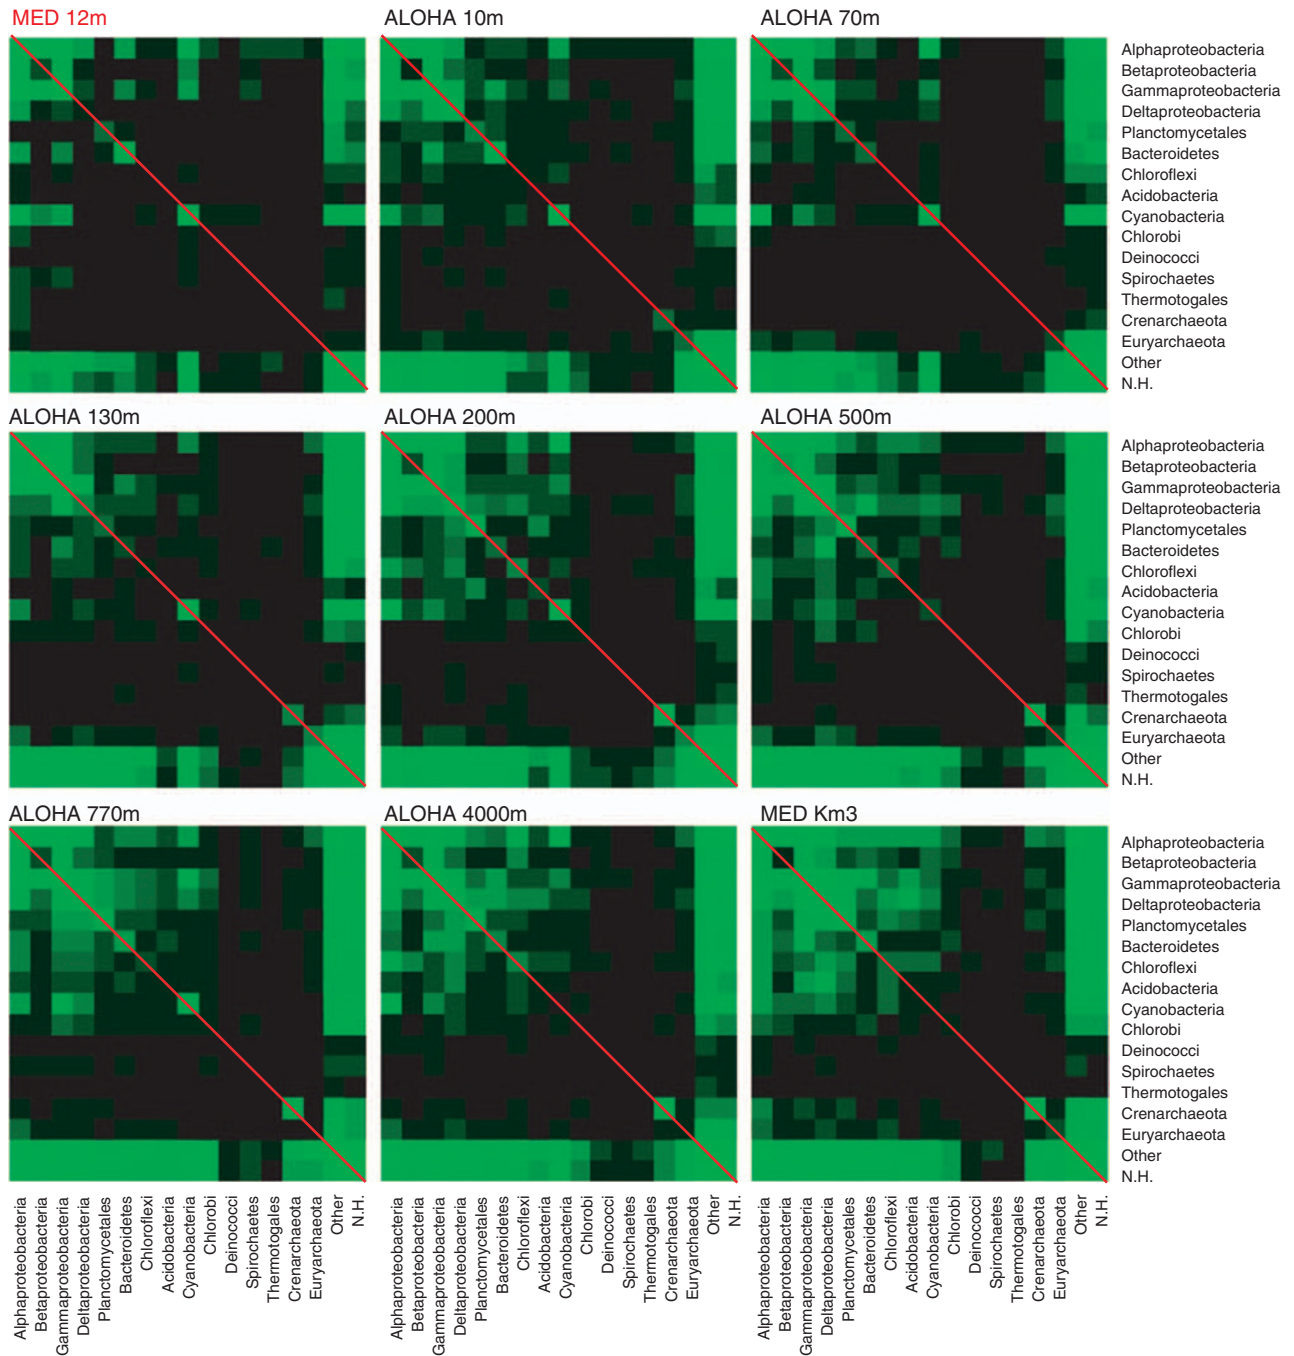 MED 12m
ALOHA 10m
ALOHA 70m
Alphaproteobacteria
Betaproteobacteria
Gammaproteobacteria
Deltaproteobacteria
Planctomycetales
Bacteroidetes
Chloroflexi
Acidobacteria
Cyanobacteria
Chlorobi
Deinococci
Spirochaetes
Thermotogales
Crenarchaeota
Euryarchaeota
Other
N.H.
ALOHA 130m
ALOHA 200m
ALOHA 500m
Alphaproteobacteria
Betaproteobacteria
Gammaproteobacteria
Deltaproteobacteria
Planctomycetales
Bacteroidetes
Chloroflexi
Acidobacteria
Cyanobacteria
Chlorobi
Deinococci
Spirochaetes
Thermotogales
Crenarchaeota
Euryarchaeota
Other
N.H.
ALOHA 770m
ALOHA 4000m
MED Km3
Alphaproteobacteria
Betaproteobacteria
Gammaproteobacteria
Deltaproteobacteria
Planctomycetales
Bacteroidetes
Chloroflexi
Acidobacteria
Cyanobacteria
Chlorobi
Deinococci
Spirochaetes
Thermotogales
Crenarchaeota
Euryarchaeota
Other
N.H.
Alphaproteobacteria
Betaproteobacteria
Gammaproteobacteria
Deltaproteobacteria
Planctomycetales
Bacteroidetes
Chloroflexi
Acidobacteria
Cyanobacteria
Chlorobi
Deinococci
Spirochaetes
Thermotogales
Crenarchaeota
Euryarchaeota
Other
N.H.
Alphaproteobacteria
Betaproteobacteria
Gammaproteobacteria
Deltaproteobacteria
Planctomycetales
Bacteroidetes
Chloroflexi
Acidobacteria
Cyanobacteria
Chlorobi
Deinococci
Spirochaetes
Thermotogales
Crenarchaeota
Euryarchaeota
Other
N.H.
Alphaproteobacteria
Betaproteobacteria
Gammaproteobacteria
Deltaproteobacteria
Planctomycetales
Bacteroidetes
Chloroflexi
Acidobacteria
Cyanobacteria
Chlorobi
Deinococci
Spirochaetes
Thermotogales
Crenarchaeota
Euryarchaeota
Other
N.H.